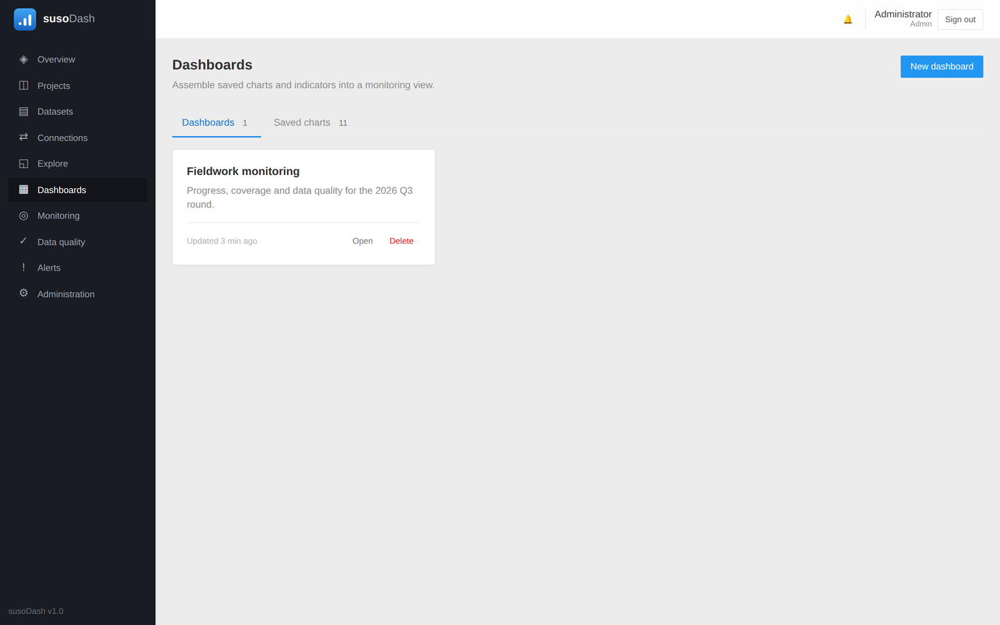 susoDash
Administrator
Admin
Sign out
Overview
Projects
Datasets
Connections
Explore
Dashboards
Monitoring
Data quality
! Alerts
Administration
susoDash v1.0
Dashboards
New dashboard
Assemble saved charts and indicators into a monitoring view.
Dashboards 1
Saved charts 11
Fieldwork monitoring
Progress, coverage and data quality for the 2026 Q3
round.
Updated 3 min ago
Open
Delete